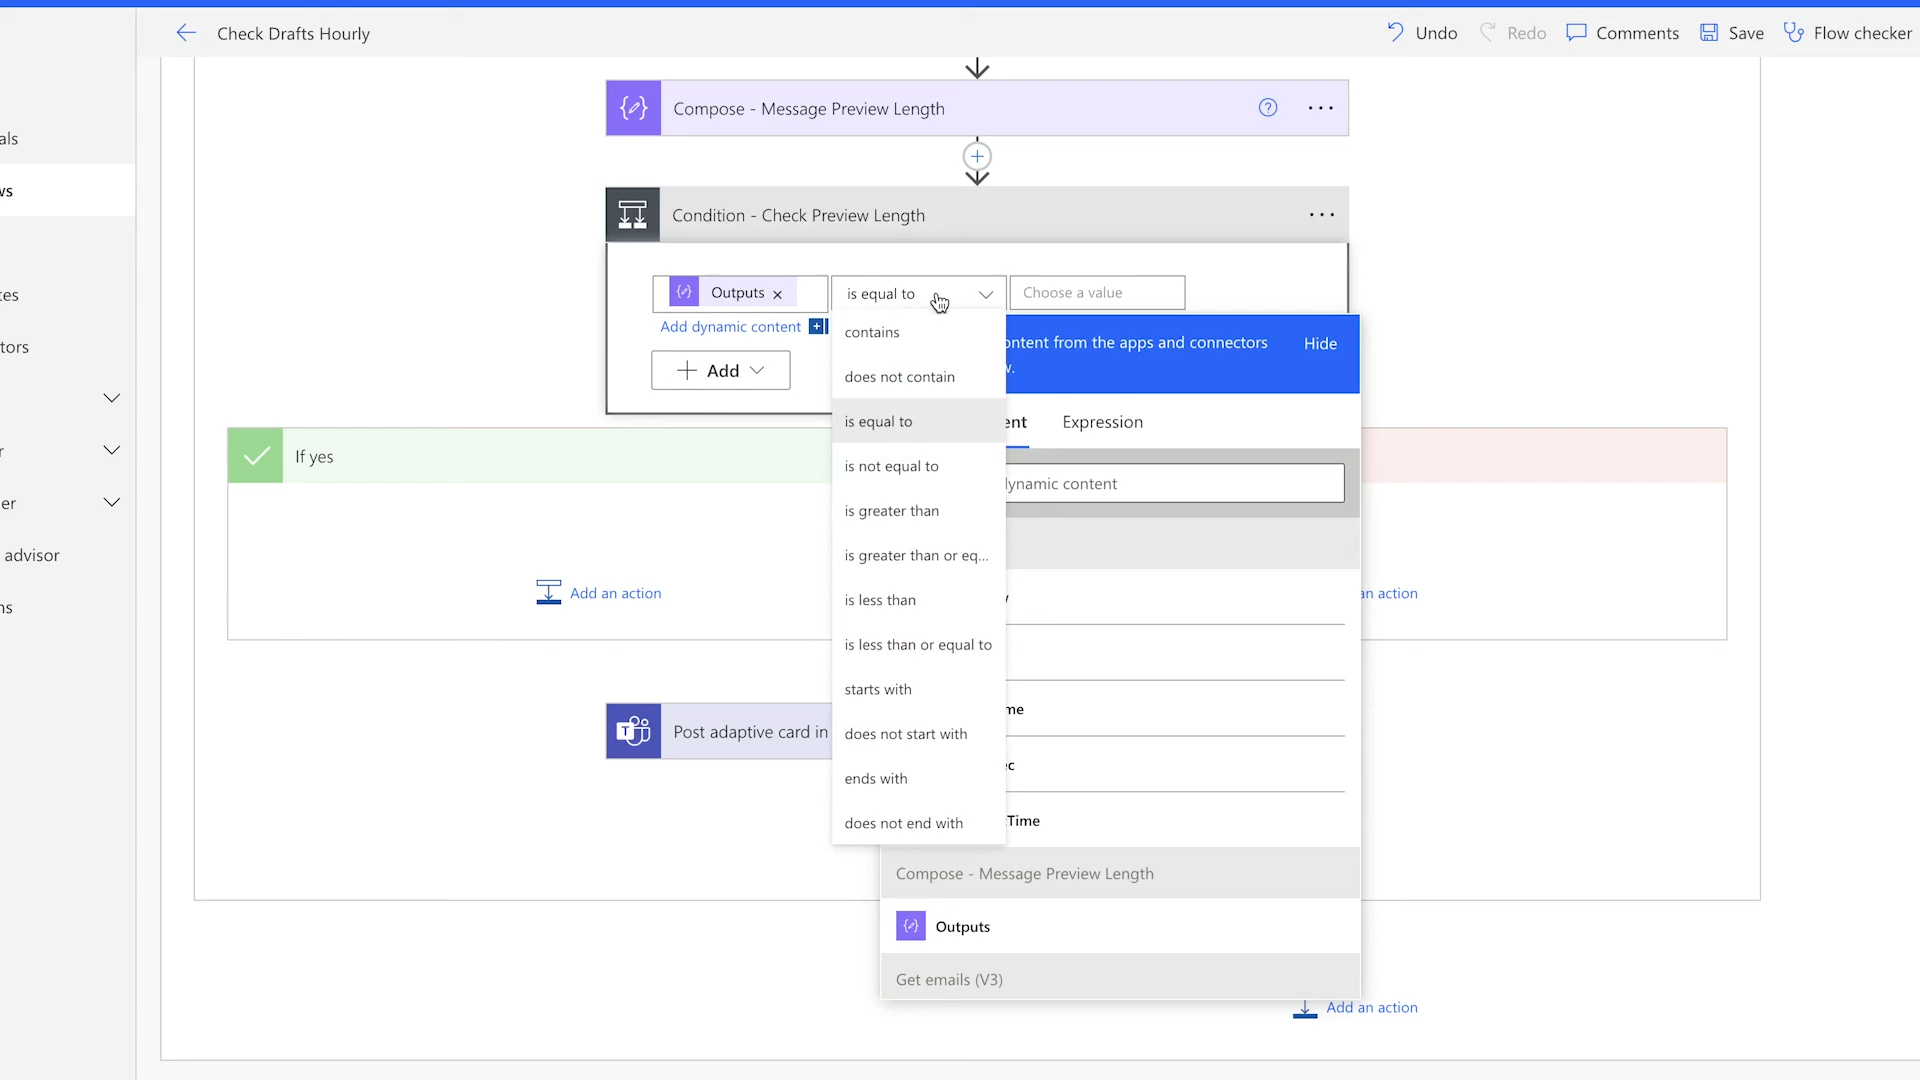 Check Drafts Hourly
Undo
Redo
Comments
Save
Flow checker
Compose - Message Preview Length
Condition - Check Preview Length
Outputs
is equal to
Choose a value
Add dynamic content
Add
contains
does not contain
is equal to
is not equal to
is greater than
is greater than or eq...
is less than
is less than or equal to
starts with
does not start with
ends with
does not end with
ontent from the apps and connectors
w.
Hide
ent
Expression
ynamic content
me
ec
tTime
Compose - Message Preview Length
Outputs
Get emails (V3)
If yes
Add an action
an action
Post adaptive card in
Add an action
als
ws
tes
tors
r
er
advisor
ns